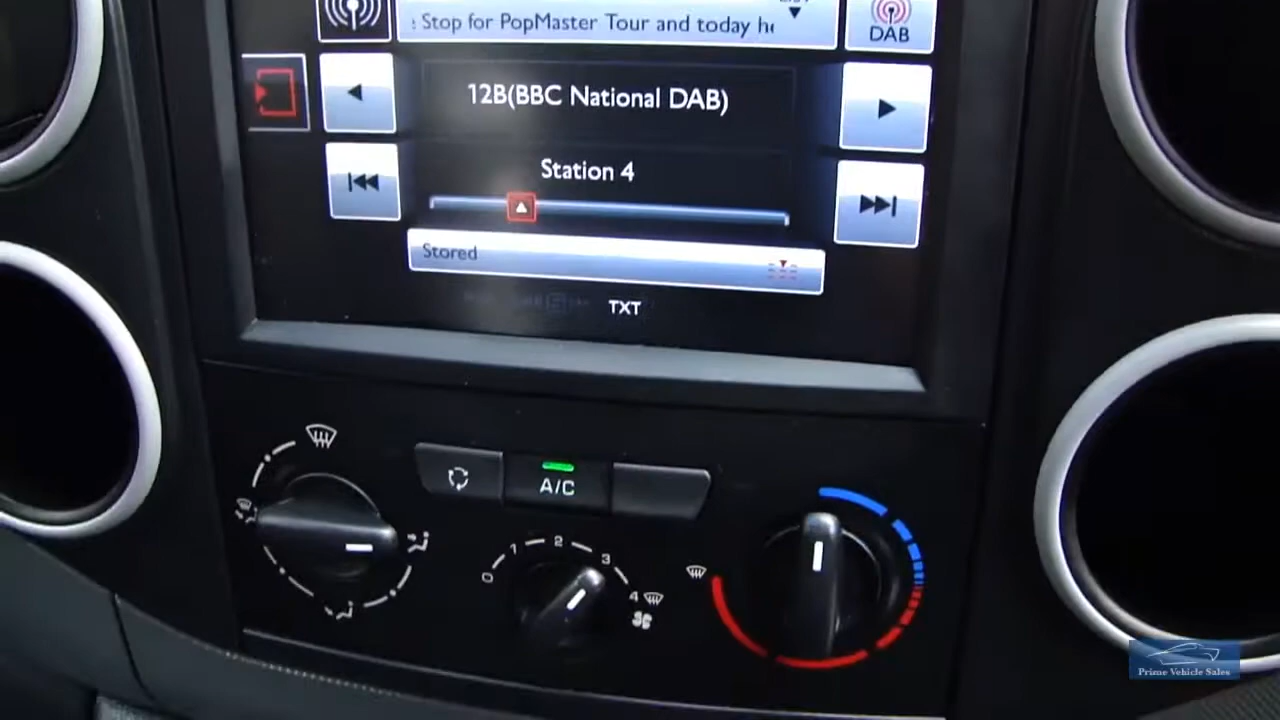 : Stop for PopMaster Tour and today he
DAB
12B(BBC National DAB)
Station 4
Stored
TXT
A/C
0 1 2 3 4
Prime Vehicle Sales